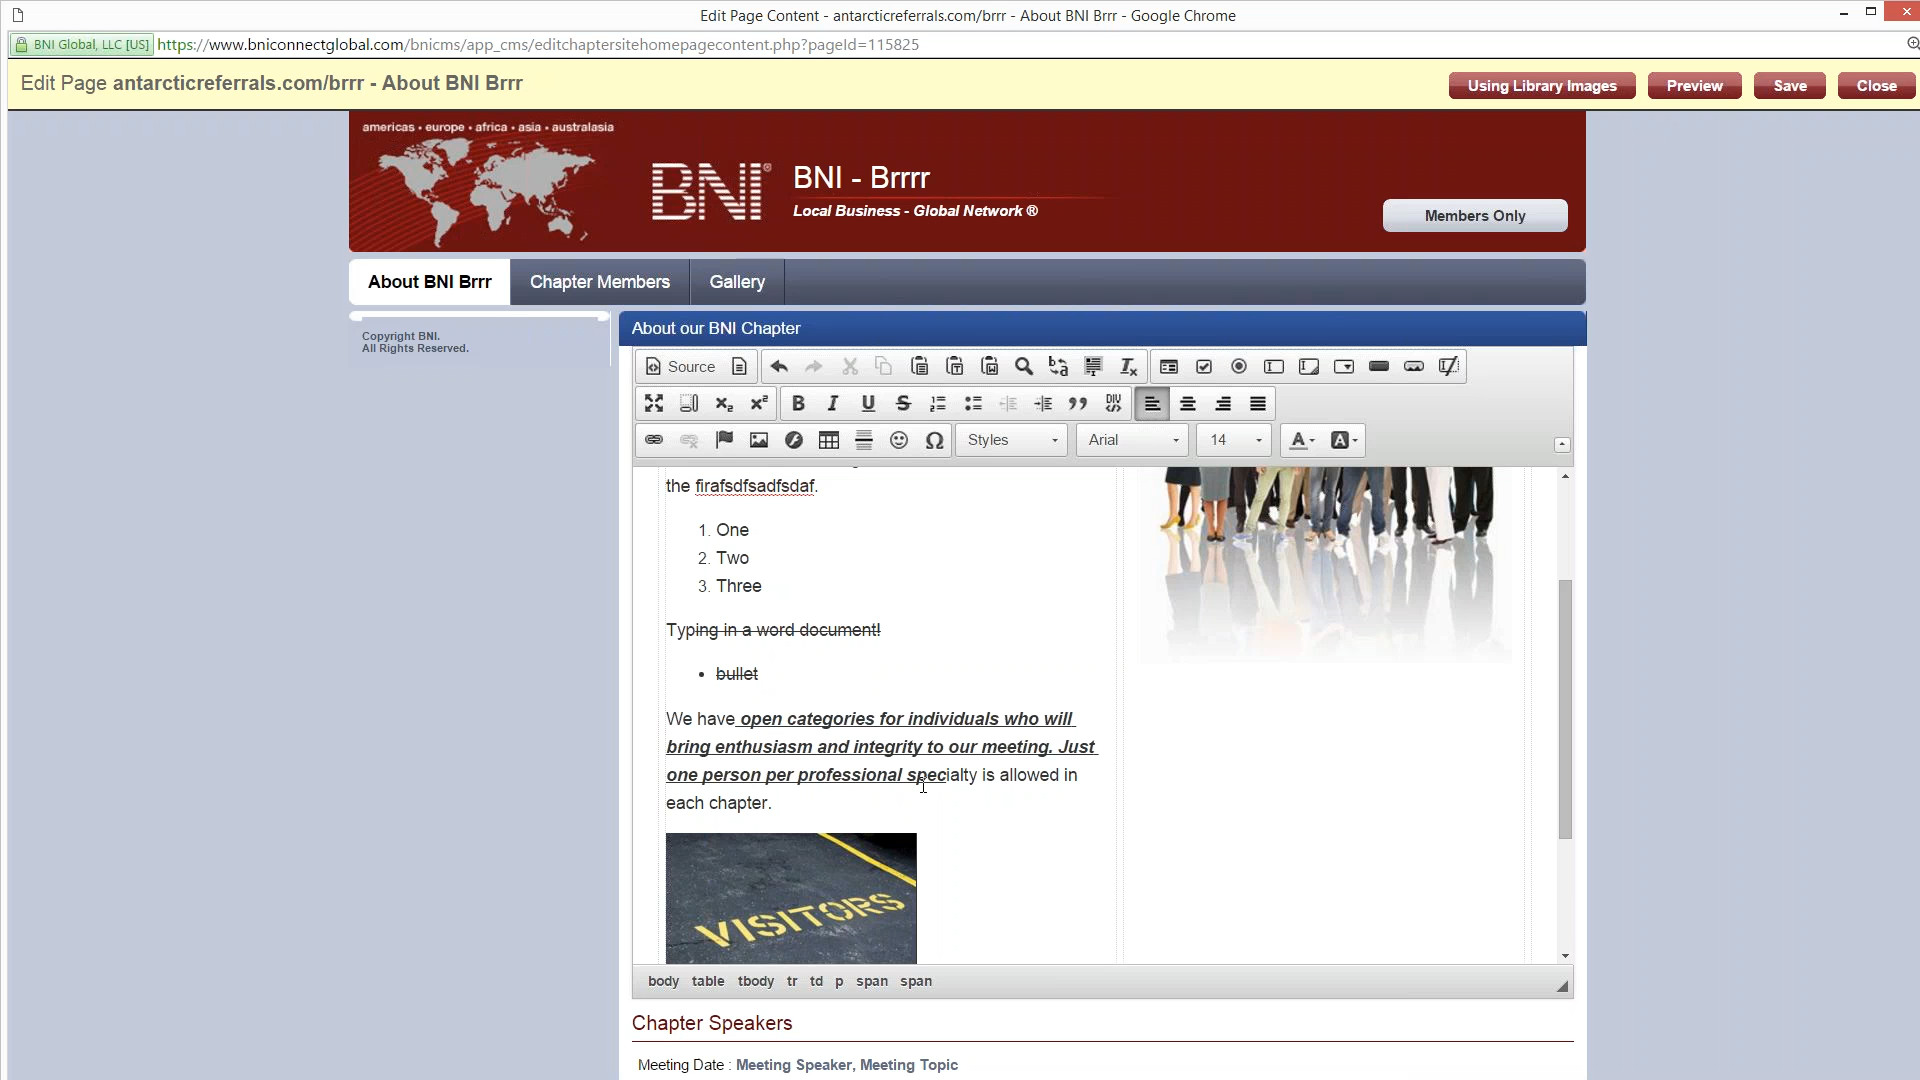 Edit Page Content - antarcticreferrals.com/brrr - About BNI Brrr - Google Chrome
BNI Global, LLC [US] https://www.bniconnectglobal.com/bnicms/app_cms/editchaptersitehomepagecontent.php?pageId=115825
Edit Page antarcticreferrals.com/brrr - About BNI Brrr
Using Library Images Preview Save Close
americas • europe • africa • asia • australasia
BNI®
BNI - Brrrr
Local Business - Global Network ®
Members Only
About BNI Brrr Chapter Members Gallery
Copyright BNI.
All Rights Reserved.
About our BNI Chapter
Source
Styles Arial 14
the firafsdfsadfsdaf.
1. One
2. Two
3. Three
Typing in a word document!
• bullet
We have open categories for individuals who will
bring enthusiasm and integrity to our meeting. Just
one person per professional specialty is allowed in
each chapter.
VISITORS
body table tbody tr td p span span
Chapter Speakers
Meeting Date : Meeting Speaker, Meeting Topic